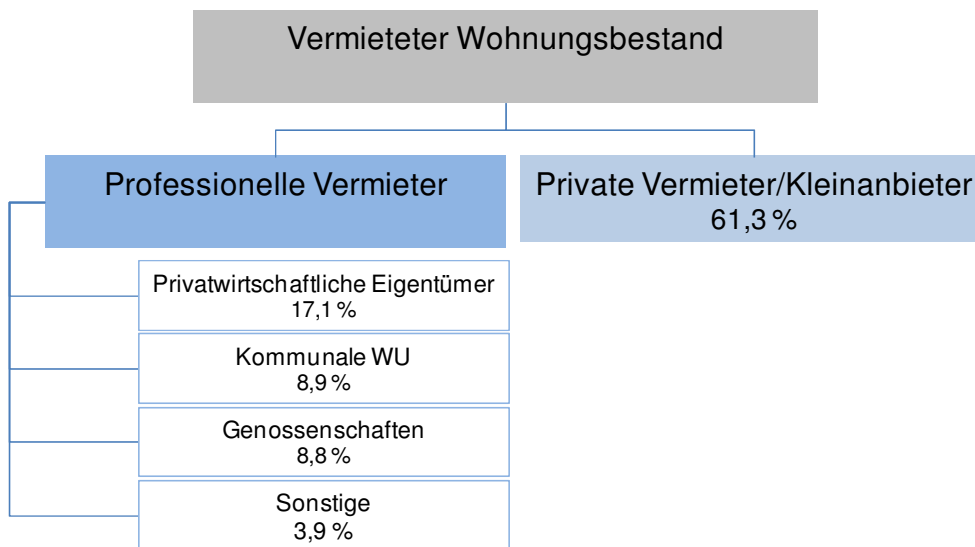 Vermieteter Wohnungsbestand
Professionelle Vermieter
Private Vermieter/Kleinanbieter
61,3 %
Privatwirtschaftliche Eigentümer
17,1 %
Kommunale WU
8,9 %
Genossenschaften
8,8 %
Sonstige
3,9 %